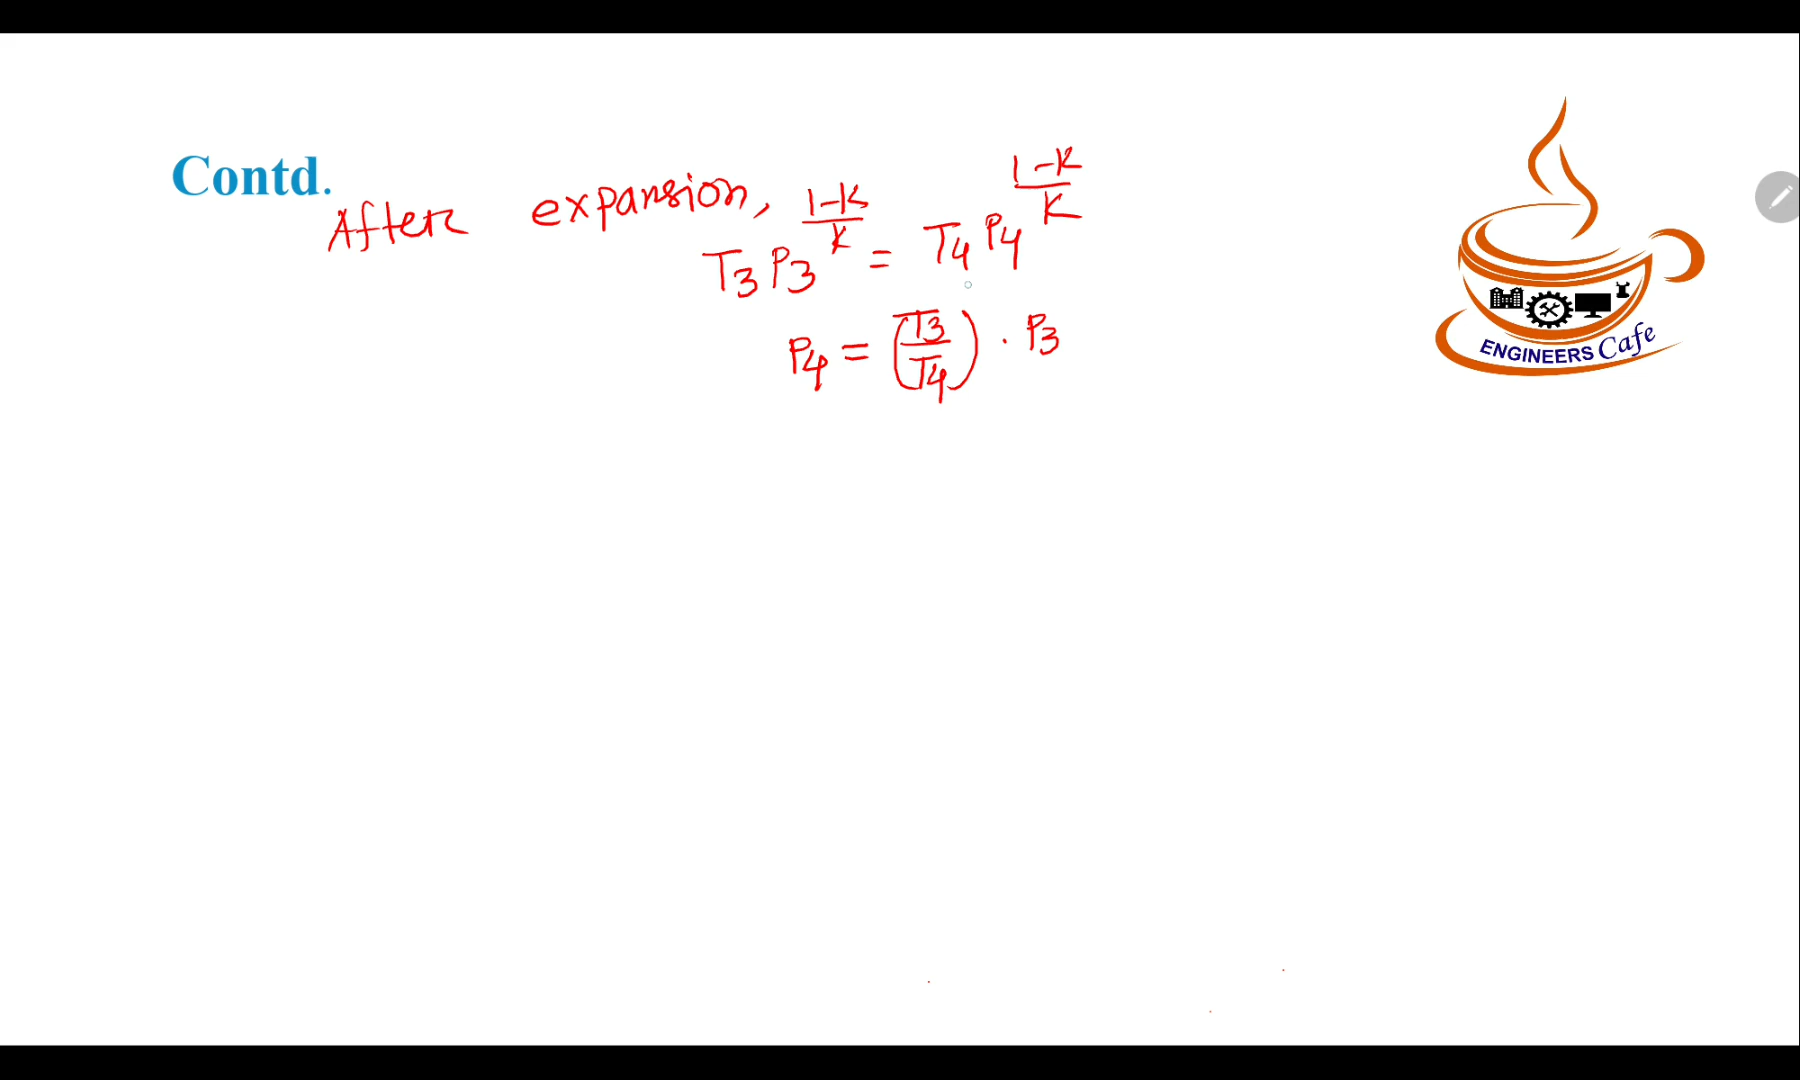 Contd.
After expansion,
T3 P3^(1-K/K) = T4 P4^(1-K/K)
P4 = (T3/T4) · P3
ENGINEERS Cafe